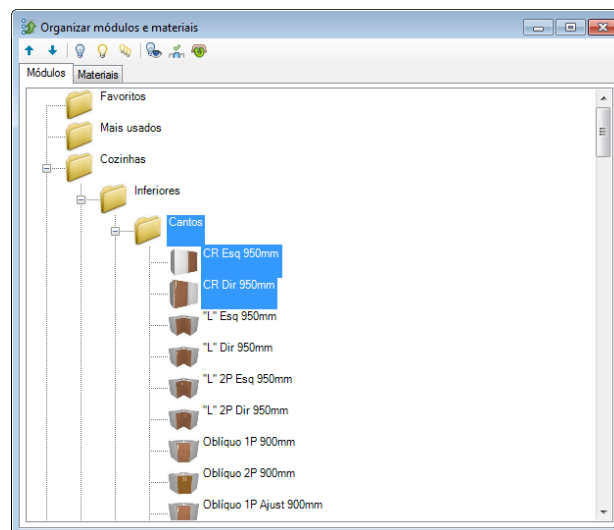 Organizar módulos e materiais
Módulos
Materiais
Favoritos
Mais usados
Cozinhas
Inferiores
Cantos
CR Esq 950mm
CR Dir 950mm
"L" Esq 950mm
"L" Dir 950mm
"L" 2P Esq 950mm
"L" 2P Dir 950mm
Oblíquo 1P 900mm
Oblíquo 2P 900mm
Oblíquo 1P Ajust 900mm